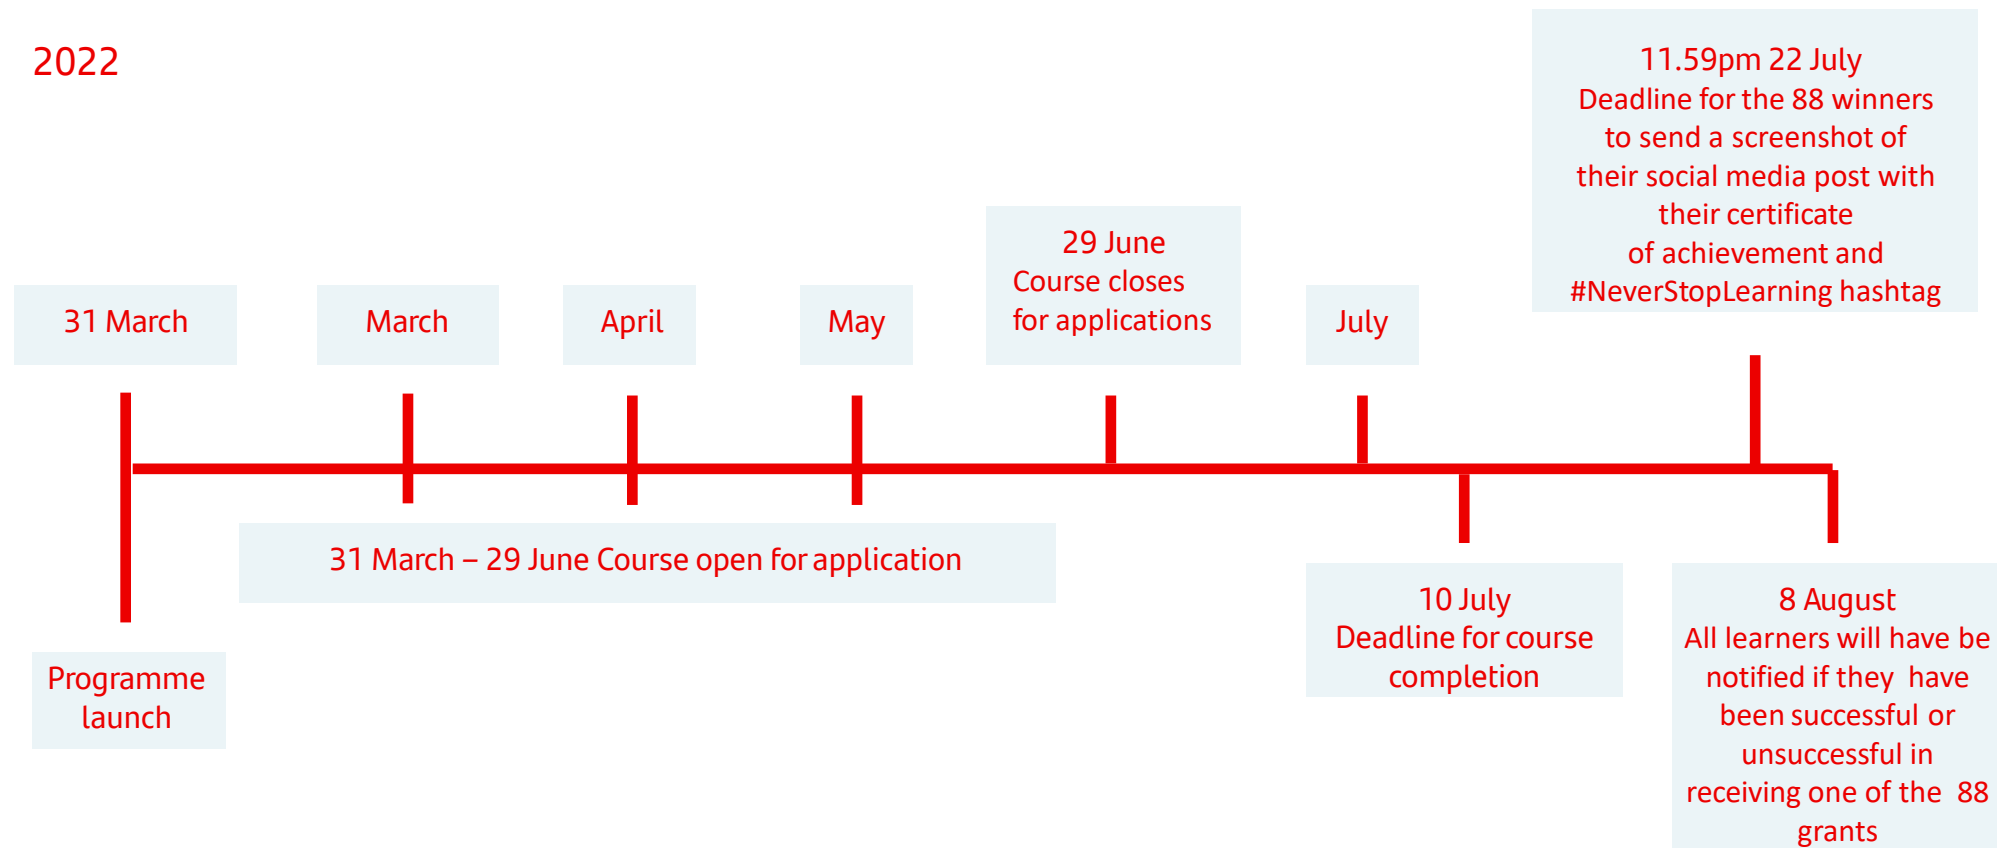 2022
31 March
March
April
May
29 June
Course closes
for applications
July
11.59pm 22 July
Deadline for the 88 winners
to send a screenshot of
their social media post with
their certificate
of achievement and
#NeverStopLearning hashtag
31 March – 29 June Course open for application
Programme
launch
10 July
Deadline for course
completion
8 August
All learners will have be
notified if they have
been successful or
unsuccessful in
receiving one of the 88
grants